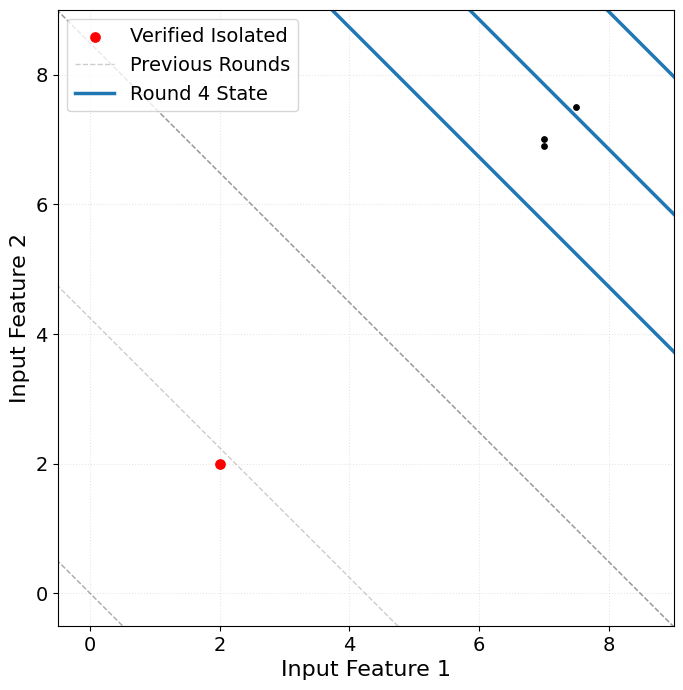 Verified Isolated
Previous Rounds
Round 4 State
8
6
4
2
0
Input Feature 2
0 2 4 6 8
Input Feature 1